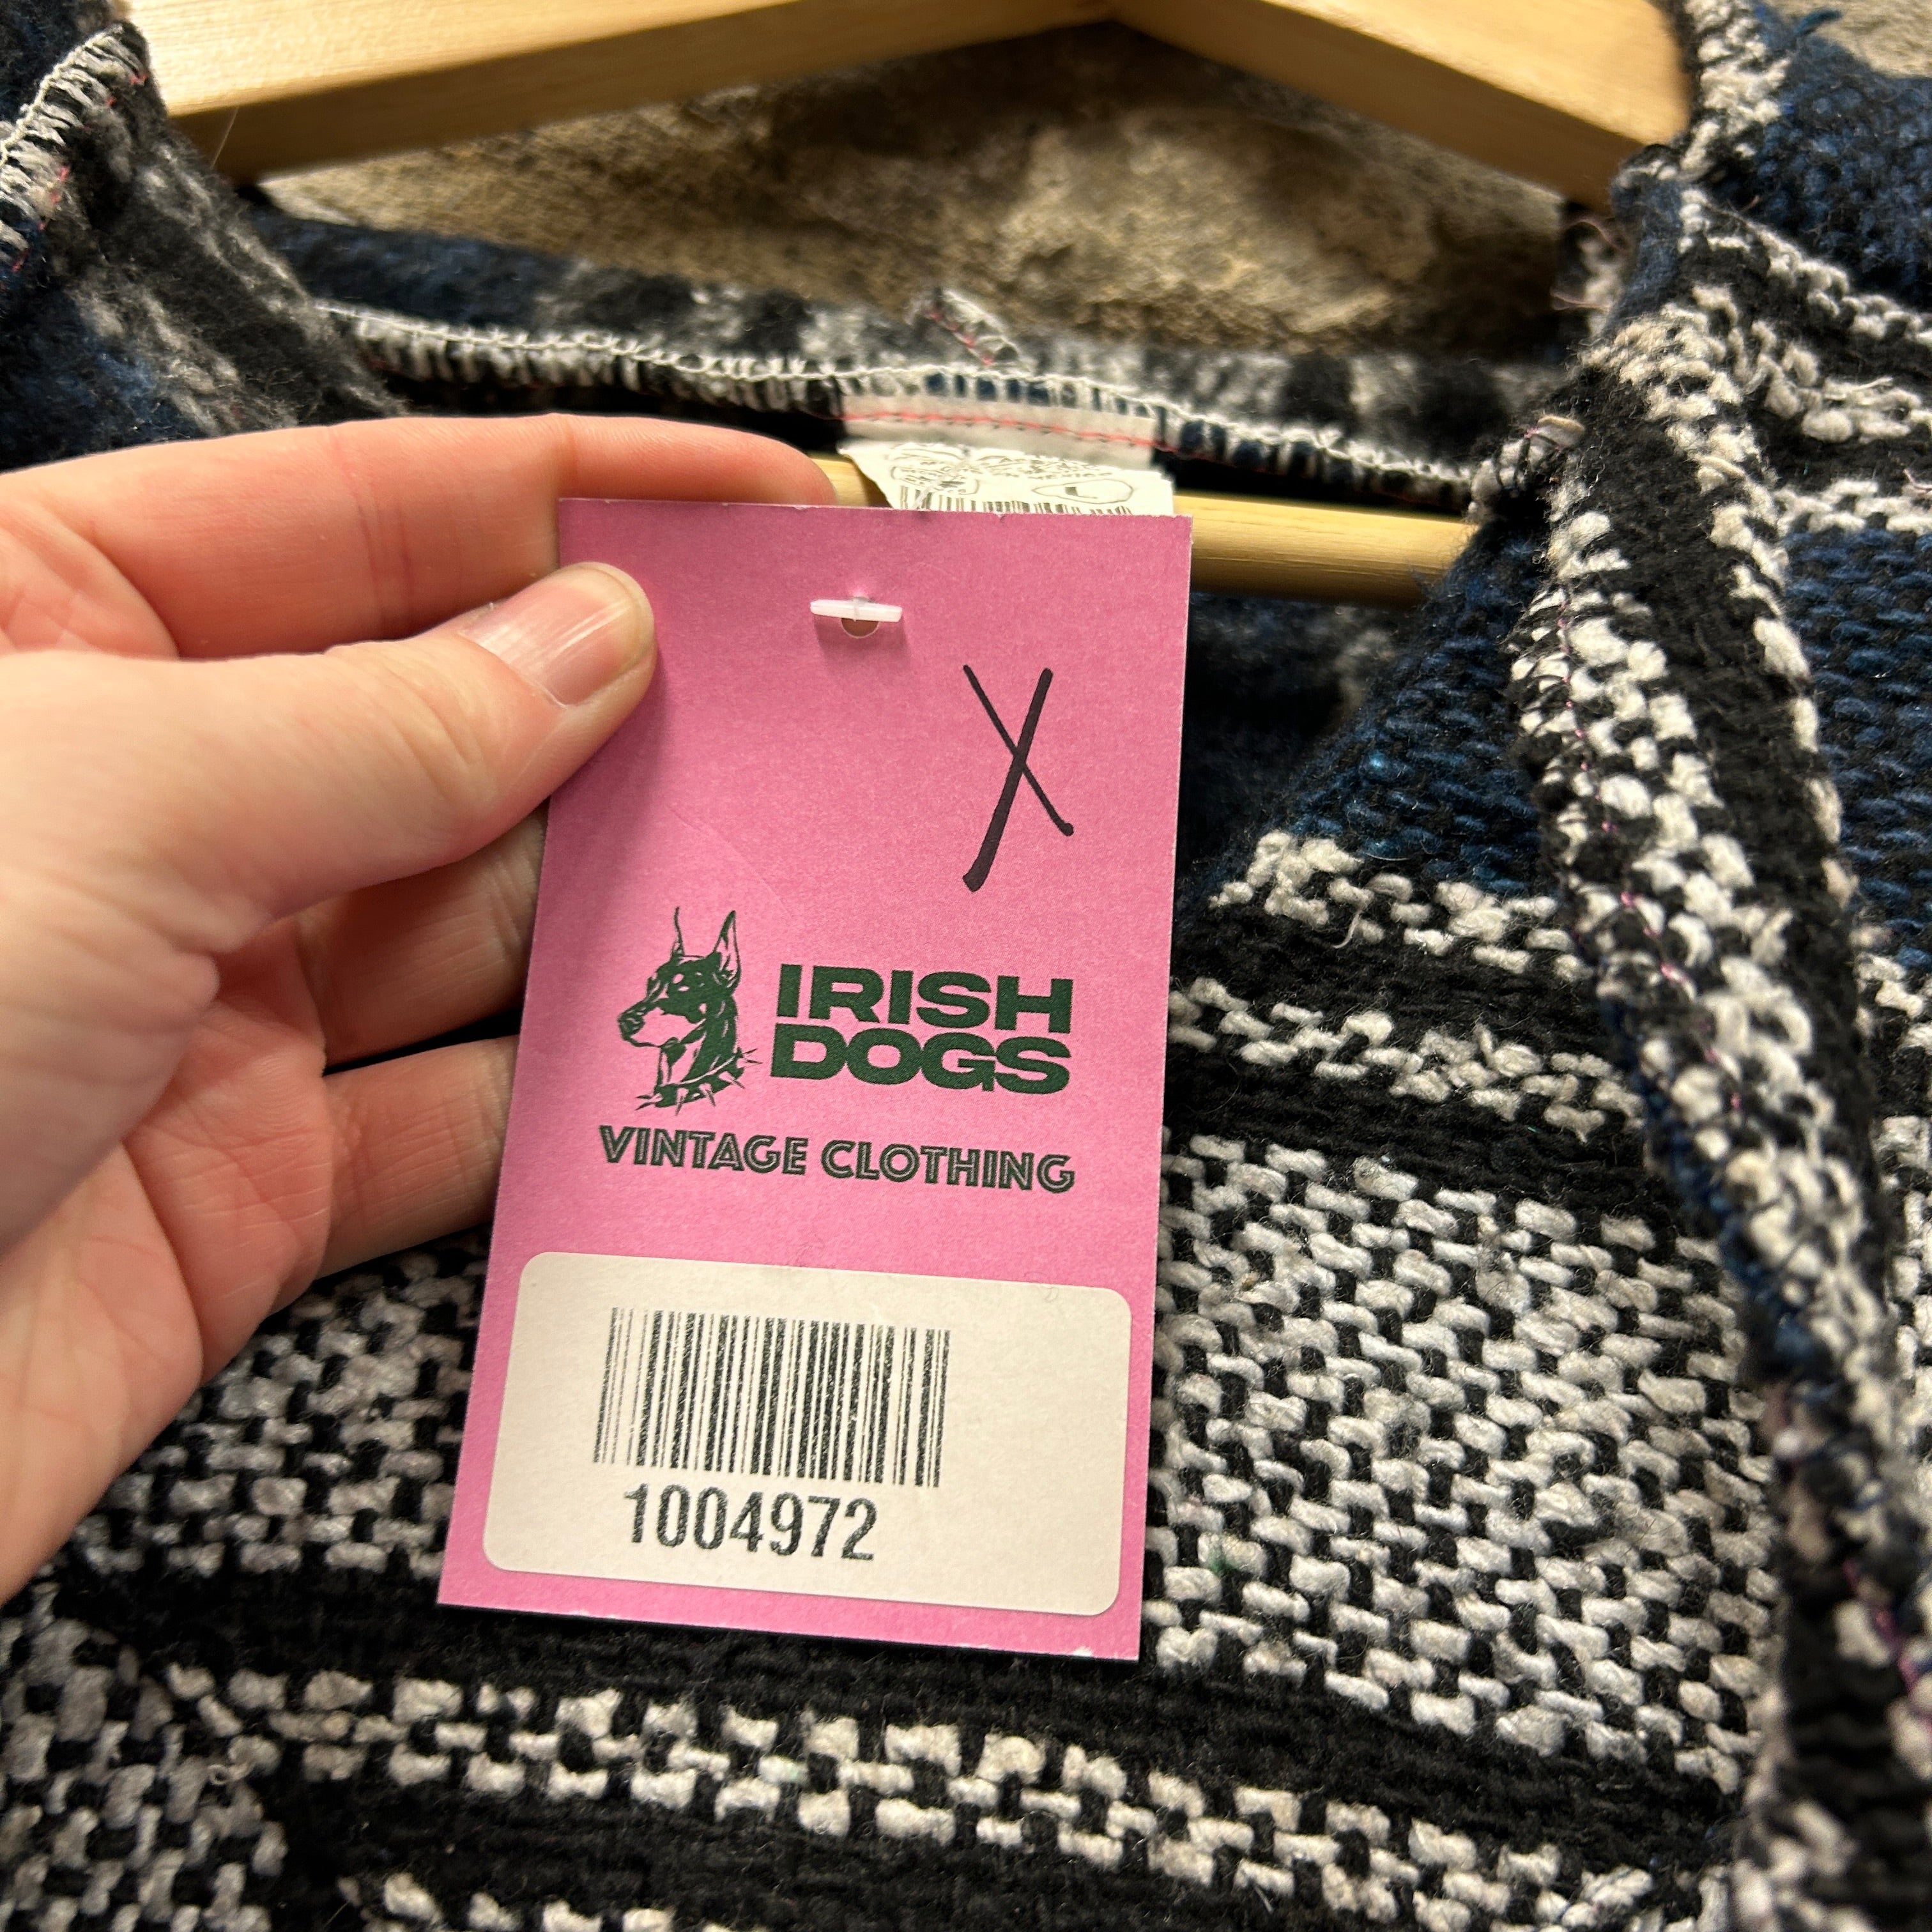 X
IRISH
DOGS
VINTAGE CLOTHING
1004972